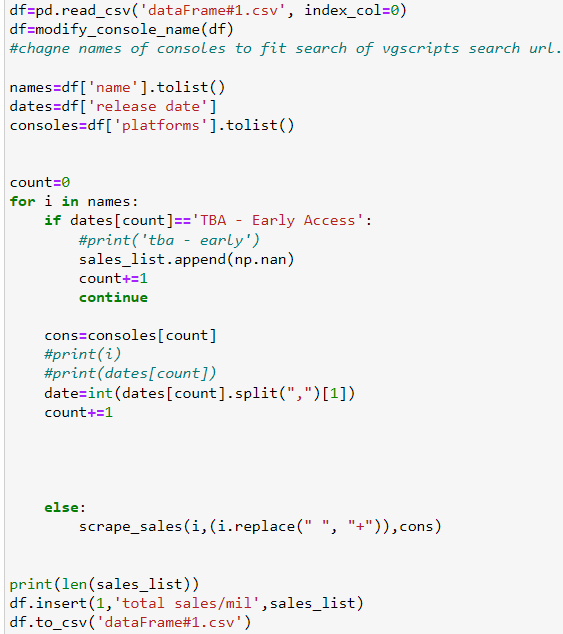 df=pd.read_csv('dataFrame#1.csv', index_col=0)
df=modify_console_name(df)
#chagne names of consoles to fit search of vgscripts search url.
names=df['name'].tolist()
dates=df['release date']
consoles=df['platforms'].tolist()
count=0
for i in names:
    if dates[count]=='TBA - Early Access':
        #print('tba - early')
        sales_list.append(np.nan)
        count+=1
        continue
    cons=consoles[count]
    #print(i)
    #print(dates[count])
    date=int(dates[count].split(",")[1])
    count+=1
    else:
        scrape_sales(i,(i.replace(" ", "+")),cons)
print(len(sales_list))
df.insert(1,'total sales/mil',sales_list)
df.to_csv('dataFrame#1.csv')